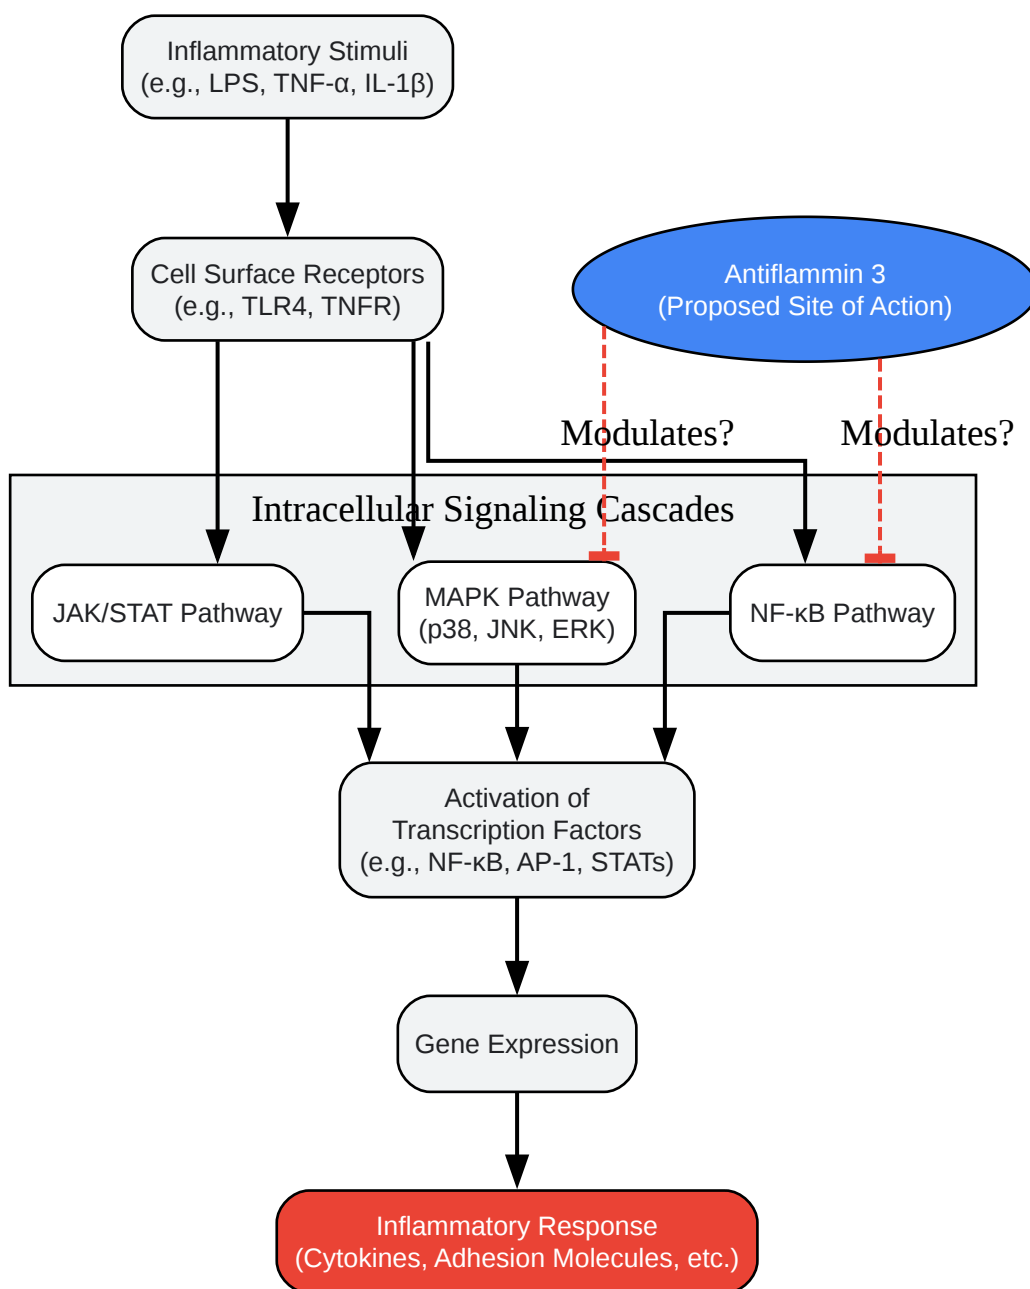 Inflammatory Stimuli
(e.g., LPS, TNF-α, IL-1β)
Cell Surface Receptors
(e.g., TLR4, TNFR)
Antiflammin 3
(Proposed Site of Action)
Modulates?
Modulates?
Intracellular Signaling Cascades
JAK/STAT Pathway
MAPK Pathway
(p38, JNK, ERK)
NF-κB Pathway
Activation of
Transcription Factors
(e.g., NF-κB, AP-1, STATs)
Gene Expression
Inflammatory Response
(Cytokines, Adhesion Molecules, etc.)